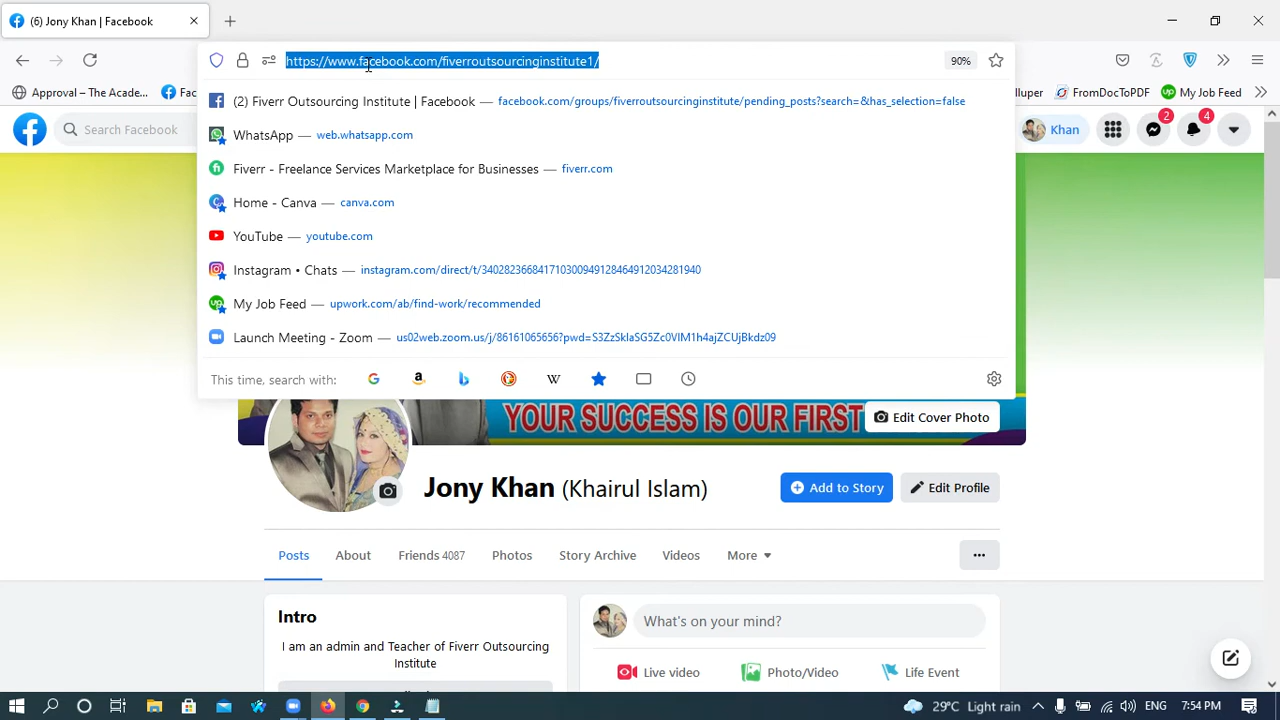 (6) Jony Khan | Facebook
https://www.facebook.com/fiverroutsourcinginstitute1/
90%
Approval – The Acade...
Fac
lluper
FromDocToPDF
My Job Feed
(2) Fiverr Outsourcing Institute | Facebook — facebook.com/groups/fiverroutsourcinginstitute/pending_posts?search=&has_selection=false
WhatsApp — web.whatsapp.com
Fiverr - Freelance Services Marketplace for Businesses — fiverr.com
Home - Canva — canva.com
YouTube — youtube.com
Instagram • Chats — instagram.com/direct/t/340282366841710300949128464912034281940
My Job Feed — upwork.com/ab/find-work/recommended
Launch Meeting - Zoom — us02web.zoom.us/j/86161065656?pwd=S3ZzSklaSG5Zc0VIM1h4ajZCUjBkdz09
This time, search with:
Search Facebook
Khan
2
4
YOUR SUCCESS IS OUR FIRST
Edit Cover Photo
Jony Khan (Khairul Islam)
Add to Story
Edit Profile
Posts
About
Friends 4087
Photos
Story Archive
Videos
More
Intro
I am an admin and Teacher of Fiverr Outsourcing
Institute
What's on your mind?
Live video
Photo/Video
Life Event
29°C Light rain
ENG
7:54 PM